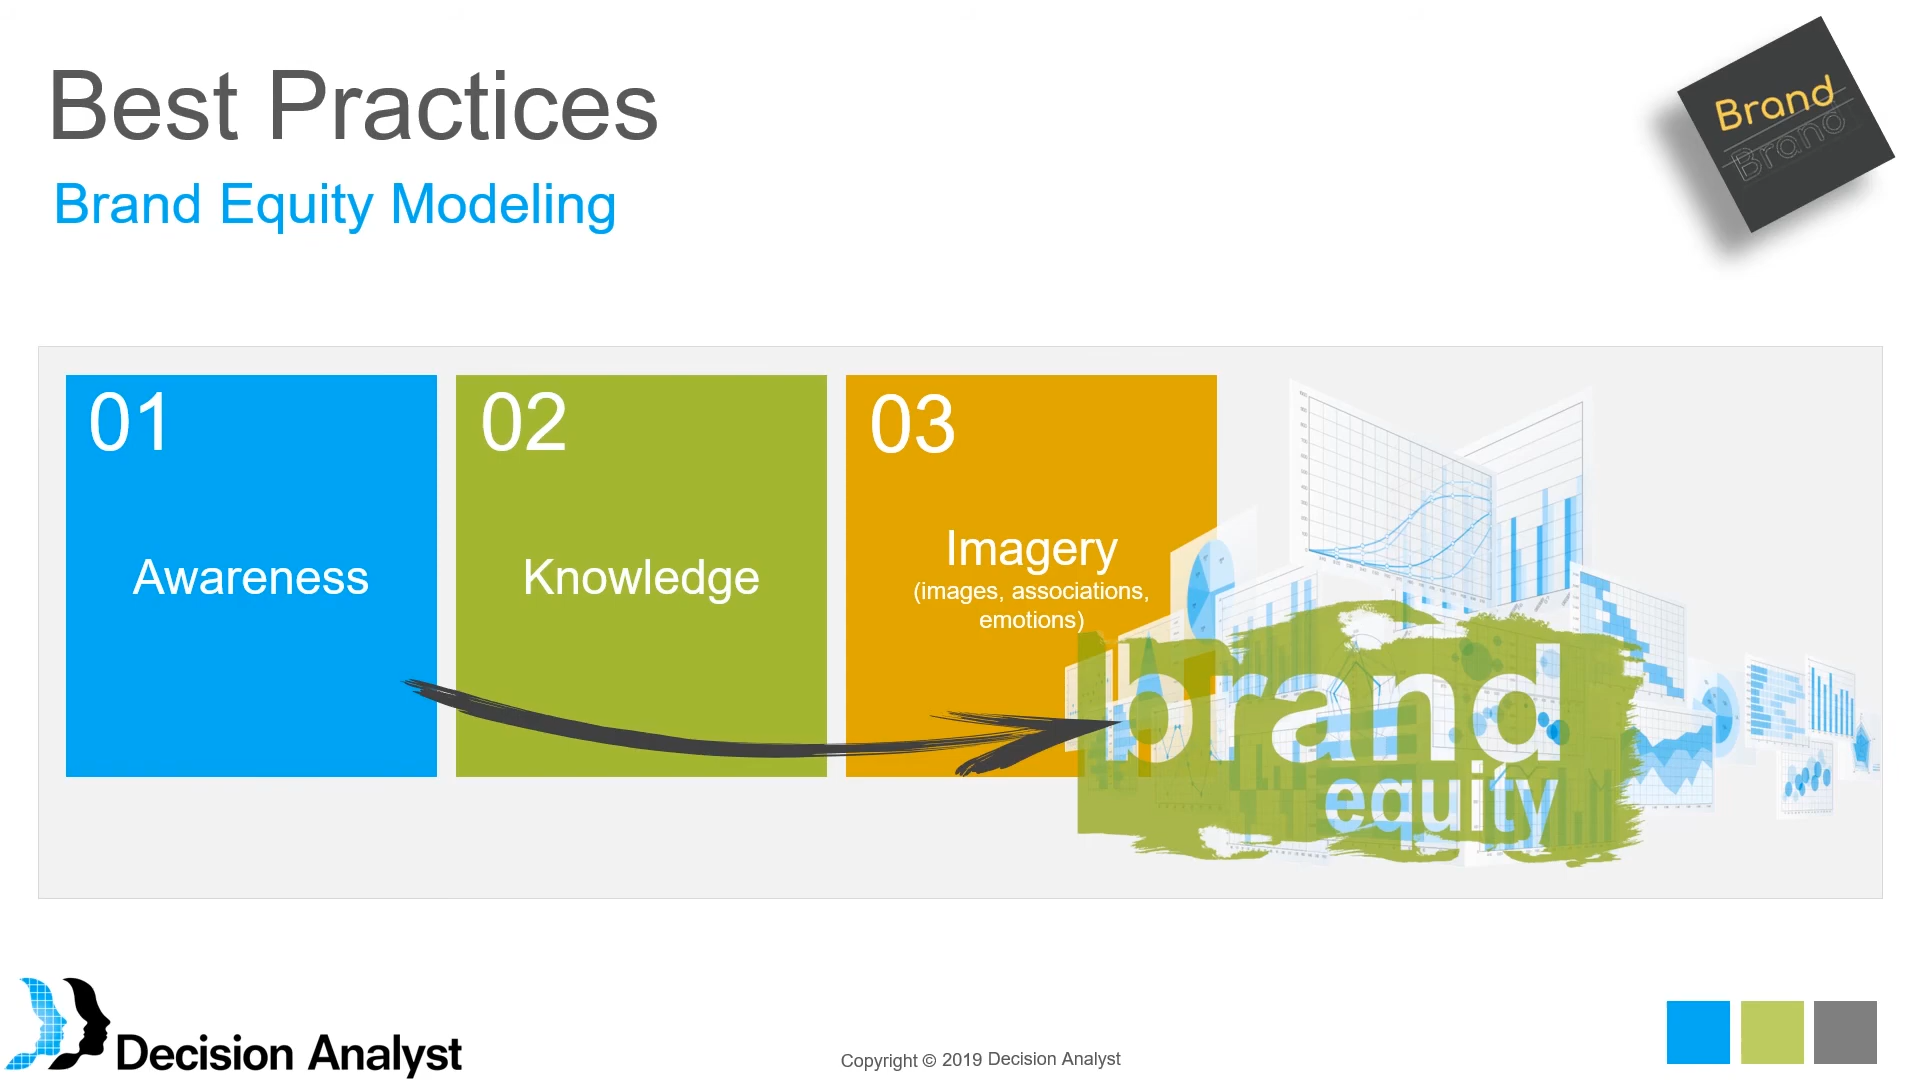 Best Practices
Brand Equity Modeling
Brand
Brand
01
Awareness
02
Knowledge
03
Imagery
(images, associations,
emotions)
brand
equity
Decision Analyst
Copyright © 2019 Decision Analyst